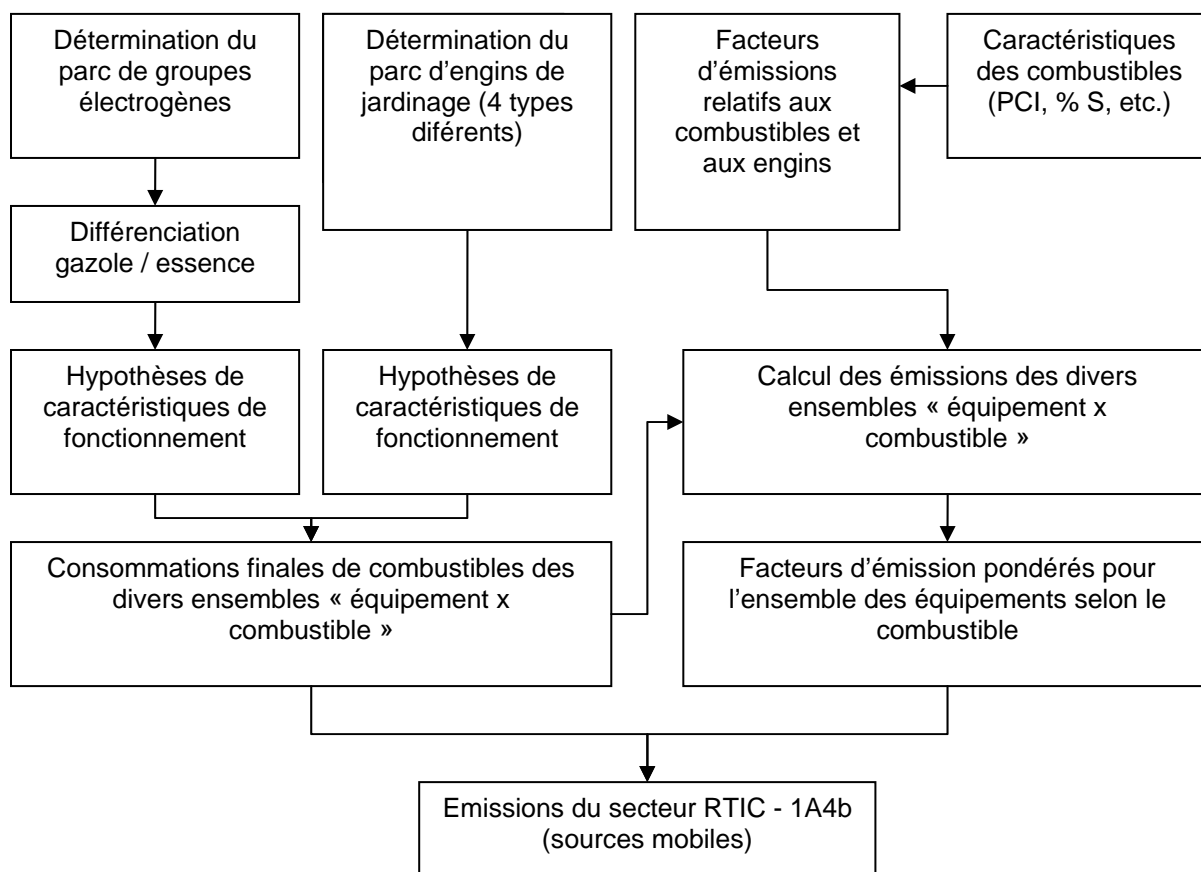 Détermination du
parc de groupes
électrogènes
Détermination du
parc d'engins de
jardinage (4 types
diférents)
Facteurs
d'émissions
relatifs aux
combustibles et
aux engins
Caractéristiques
des combustibles
(PCI, % S, etc.)
Différenciation
gazole / essence
Hypothèses de
caractéristiques de
fonctionnement
Hypothèses de
caractéristiques de
fonctionnement
Calcul des émissions des divers
ensembles « équipement x
combustible »
Consommations finales de combustibles des
divers ensembles « équipement x
combustible »
Facteurs d'émission pondérés pour
l'ensemble des équipements selon le
combustible
Emissions du secteur RTIC - 1A4b
(sources mobiles)